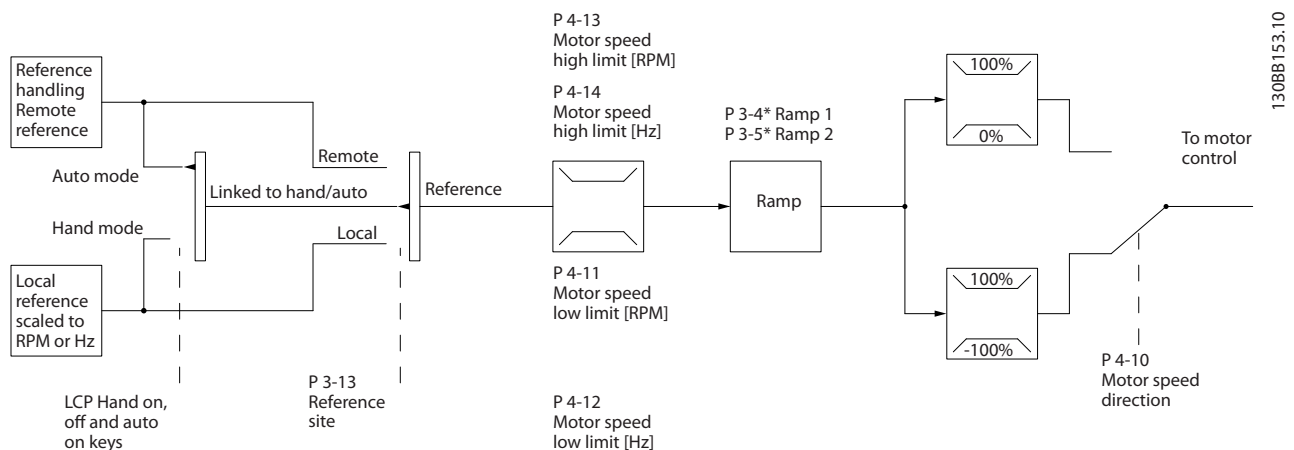 Reference
handling
Remote
reference
Auto mode
Hand mode
Local
reference
scaled to
RPM or Hz
LCP Hand on,
off and auto
on keys
Linked to hand/auto
Remote
Local
P 3-13
Reference
site
Reference
P 4-13
Motor speed
high limit [RPM]
P 4-14
Motor speed
high limit [Hz]
P 4-11
Motor speed
low limit [RPM]
P 4-12
Motor speed
low limit [Hz]
P 3-4* Ramp 1
P 3-5* Ramp 2
Ramp
100%
0%
100%
-100%
To motor
control
P 4-10
Motor speed
direction
130BB153.10